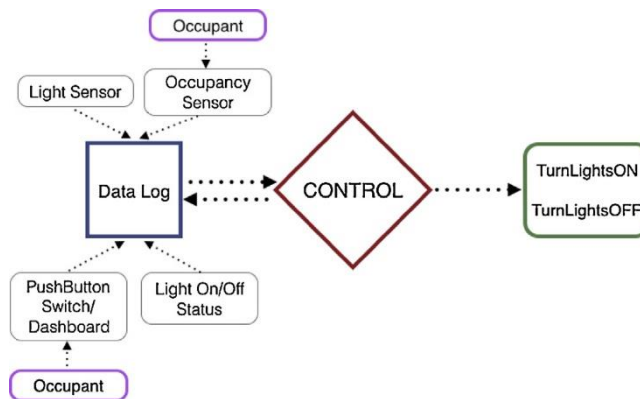 Occupant
Light Sensor
Occupancy
Sensor
Data Log
CONTROL
TurnLightsON
TurnLightsOFF
PushButton
Switch/
Dashboard
Light On/Off
Status
Occupant